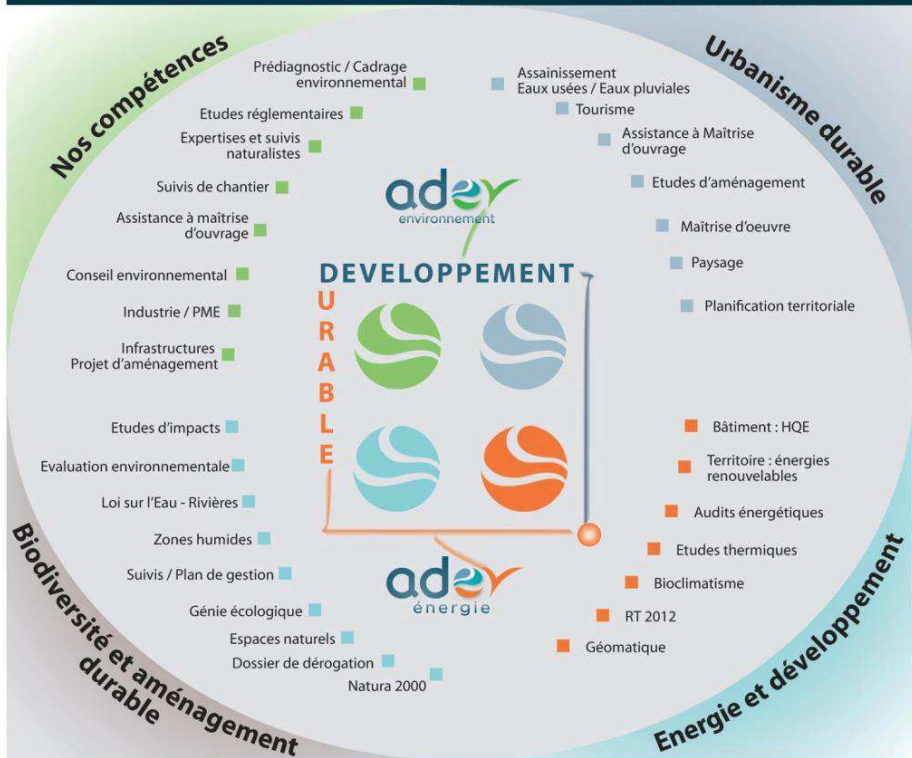 Nos compétences
Prédiagnostic / Cadrage
environnemental
Etudes réglementaires
Expertises et suivis
naturalistes
Suivis de chantier
Assistance à maîtrise
d'ouvrage
Conseil environnemental
Industrie / PME
Infrastructures
Projet d'aménagement
Urbanisme durable
Assainissement
Eaux usées / Eaux pluviales
Tourisme
Assistance à Maîtrise
d'ouvrage
Etudes d'aménagement
Maîtrise d'oeuvre
Paysage
Planification territoriale
adev
environnement
DEVELOPPEMENT
URABLE
Etudes d'impacts
Evaluation environnementale
Loi sur l'Eau - Rivières
Zones humides
Suivis / Plan de gestion
Génie écologique
Espaces naturels
Dossier de dérogation
Natura 2000
Biodiversité et aménagement
durable
Bâtiment : HQE
Territoire : énergies
renouvelables
Audits énergétiques
Etudes thermiques
Bioclimatisme
RT 2012
Géomatique
Energie et développement
adev
énergie